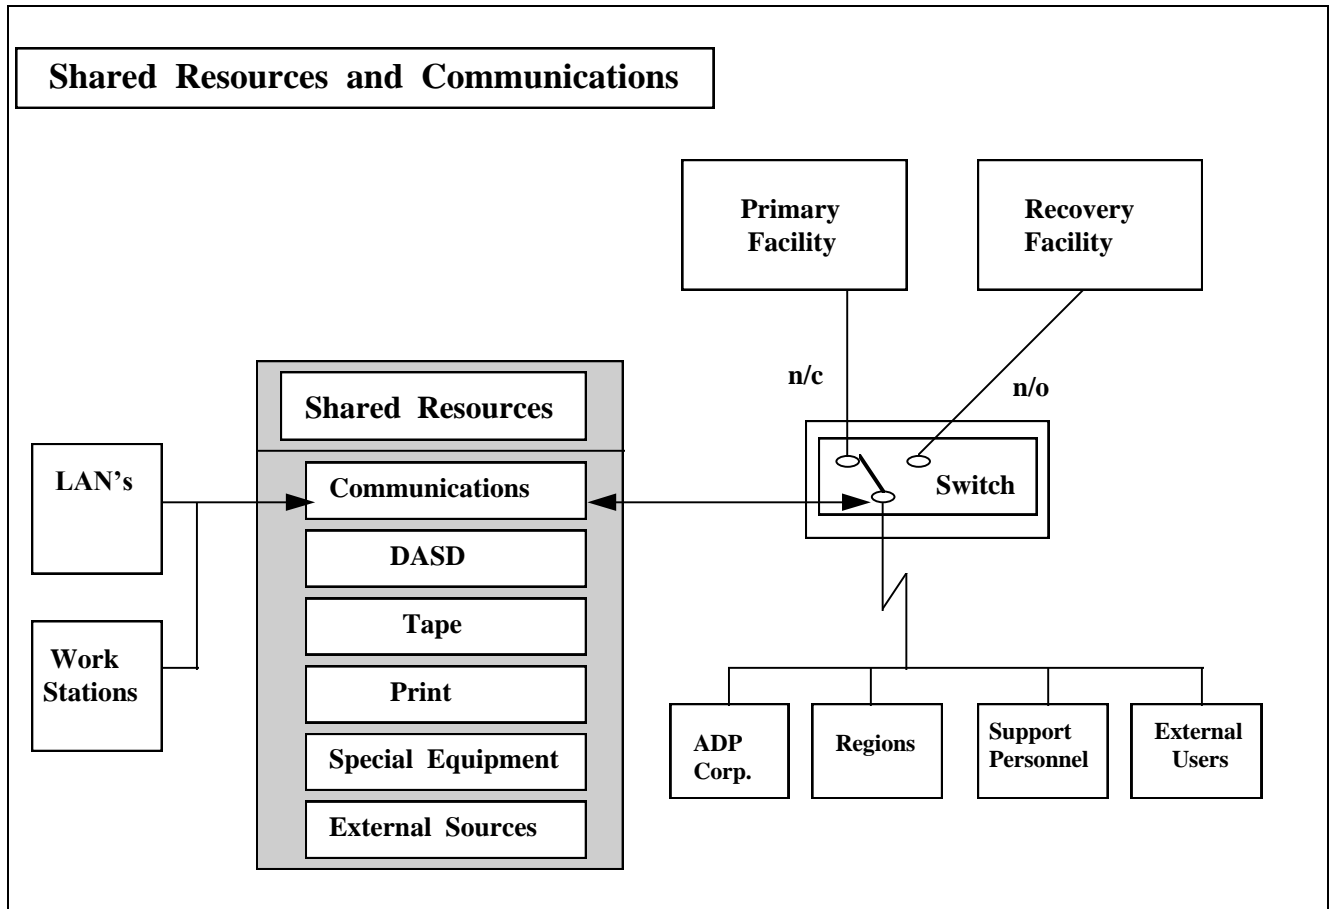 Shared Resources and Communications
Primary
Facility
Recovery
Facility
n/c
n/o
Switch
Shared Resources
Communications
DASD
Tape
Print
Special Equipment
External Sources
LAN’s
Work
Stations
ADP
Corp.
Regions
Support
Personnel
External
Users